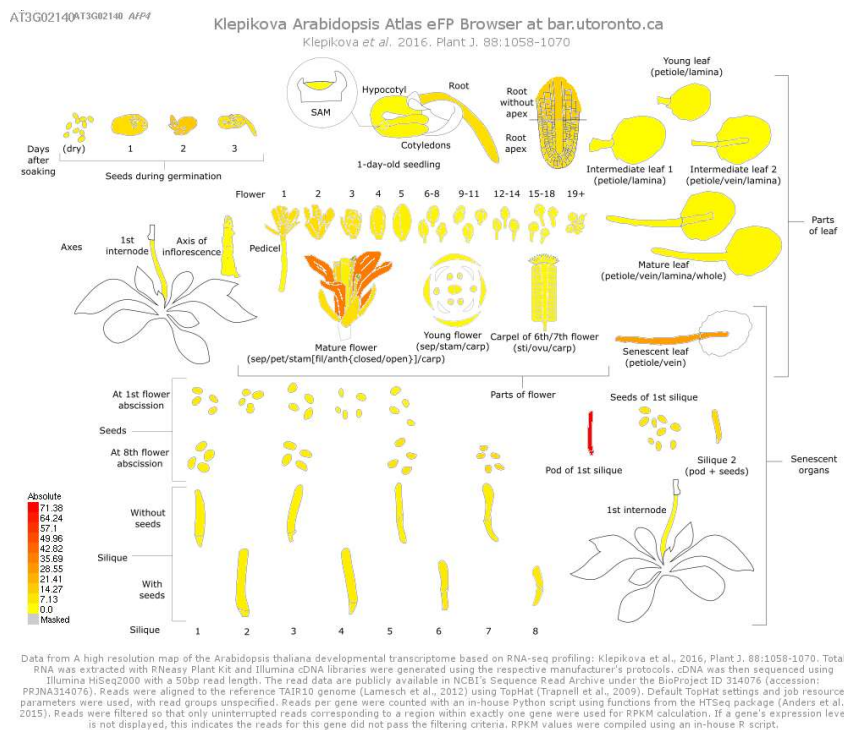 AT3G02140
AT3G02140 AFP4
Klepikova Arabidopsis Atlas eFP Browser at bar.utoronto.ca
Klepikova et al. 2016. Plant J. 88:1058-1070
Young leaf
(petiole/lamina)
Hypocotyl
Root
SAM
Cotyledons
1-day-old seedling
Root
without
apex
Root
apex
Intermediate leaf 1
(petiole/lamina)
Intermediate leaf 2
(petiole/vein/lamina)
Days
after
soaking
(dry)
1
2
3
Seeds during germination
Flower
1
2
3
4
5
6-8
9-11
12-14
15-18
19+
Parts
of leaf
Axes
1st
internode
Axis of
inflorescence
Pedicel
Mature leaf
(petiole/vein/lamina/whole)
Mature flower
(sep/pet/stam[fil/anth{closed/open}]/carp)
Young flower
(sep/stam/carp)
Carpel of 6th/7th flower
(sti/ovu/carp)
Senescent leaf
(petiole/vein)
Parts of flower
At 1st flower
abscission
Seeds
At 8th flower
abscission
Seeds of 1st silique
Pod of 1st silique
Silique 2
(pod + seeds)
Senescent
organs
Absolute
71.38
64.24
57.1
49.96
42.82
35.69
28.55
21.41
14.27
7.13
0.0
Masked
Without
seeds
Silique
With
seeds
1st internode
Silique
1
2
3
4
5
6
7
8
Data from A high resolution map of the Arabidopsis thaliana developmental transcriptome based on RNA-seq profiling: Klepikova et al., 2016, Plant J. 88:1058-1070. Total
RNA was extracted with RNeasy Plant Kit and Illumina cDNA libraries were generated using the respective manufacturer's protocols. cDNA was then sequenced using
Illumina HiSeq2000 with a 50bp read length. The read data are publicly available in NCBI's Sequence Read Archive under the BioProject ID 314076 (accession:
PRJNA314076). Reads were aligned to the reference TAIR10 genome (Lamesch et al., 2012) using TopHat (Trapnell et al., 2009). Default TopHat settings and job resource
parameters were used, with read groups unspecified. Reads per gene were counted with an in-house Python script using functions from the HTSeq package (Anders et al.
2015). Reads were filtered so that only uninterrupted reads corresponding to a region within exactly one gene were used for RPKM calculation. If a gene's expression leve
is not displayed, this indicates the reads for this gene did not pass the filtering criteria. RPKM values were compiled using an in-house R script.